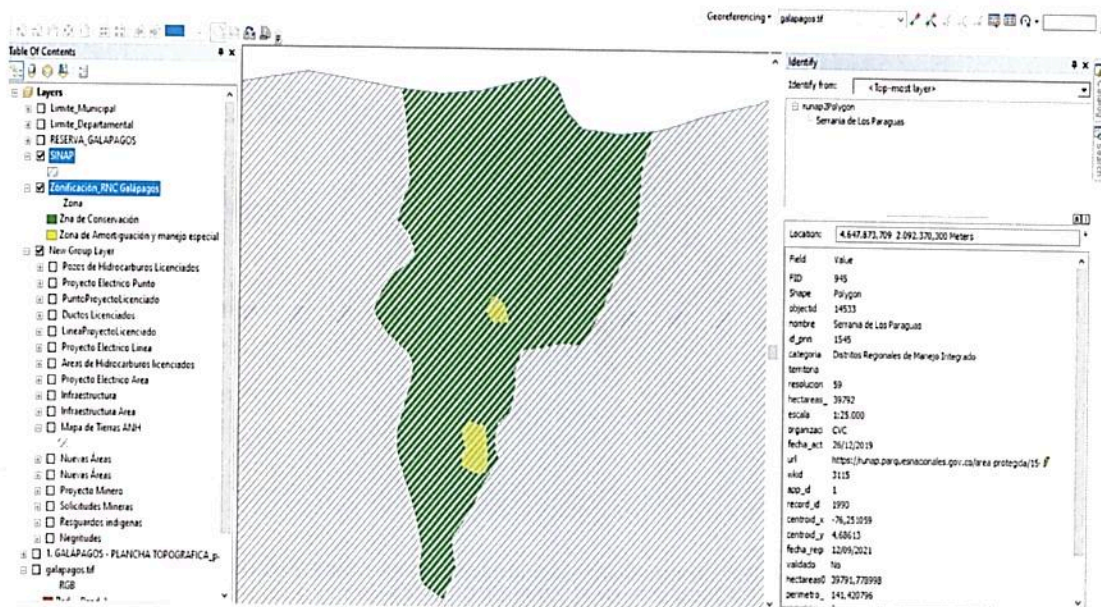 Georeferencing
galapagos.tif
Table Of Contents
Layers
Limite_Municipal
Limite_Departamental
RESERVA_GALAPAGOS
SINAP
Zonificación_RNC Galápagos
Zona
Zna de Conservación
Zona de Amortiguación y manejo especial
New Group Layer
Pozos de Hidrocarburos Licenciados
Proyecto Electrico Punto
PuntoProyectoLicenciado
Ductos Licenciados
LineaProyectoLicenciado
Proyecto Electrico Linea
Areas de Hidrocarburos licenciados
Proyecto Electrico Area
Infraestructura
Infraestructura Area
Mapa de Tierras ANH
Nuevas Áreas
Nuevas Áreas
Proyecto Minero
Solicitudes Mineras
Resguardos indigenas
Negritudes
1. GALÁPAGOS - PLANCHA TOPOGRAFICA_p-
galapagos.tif
RGB
Identify
Identify from: <Top-most layer>
runap2Polygon
Serrania de Los Paraguas
Location: 4.647.873,709 2.092.370,300 Meters
Field Value
FID 945
Shape Polygon
objectid 14533
nombre Serrania de Los Paraguas
id_pnn 1545
categoria Distritos Regionales de Manejo Integrado
territoria
resolucion 59
hectareas_ 39792
escala 1:25.000
organizaci CVC
fecha_act 26/12/2019
url https://runap.parquesnacionales.gov.co/area-protegida/15
wkid 3115
app_id 1
record_id 1990
centroid_x -76,251059
centroid_y 4,68613
fecha_rep 12/09/2021
validado No
hectareas0 39791,778998
perimetro_ 141,420796